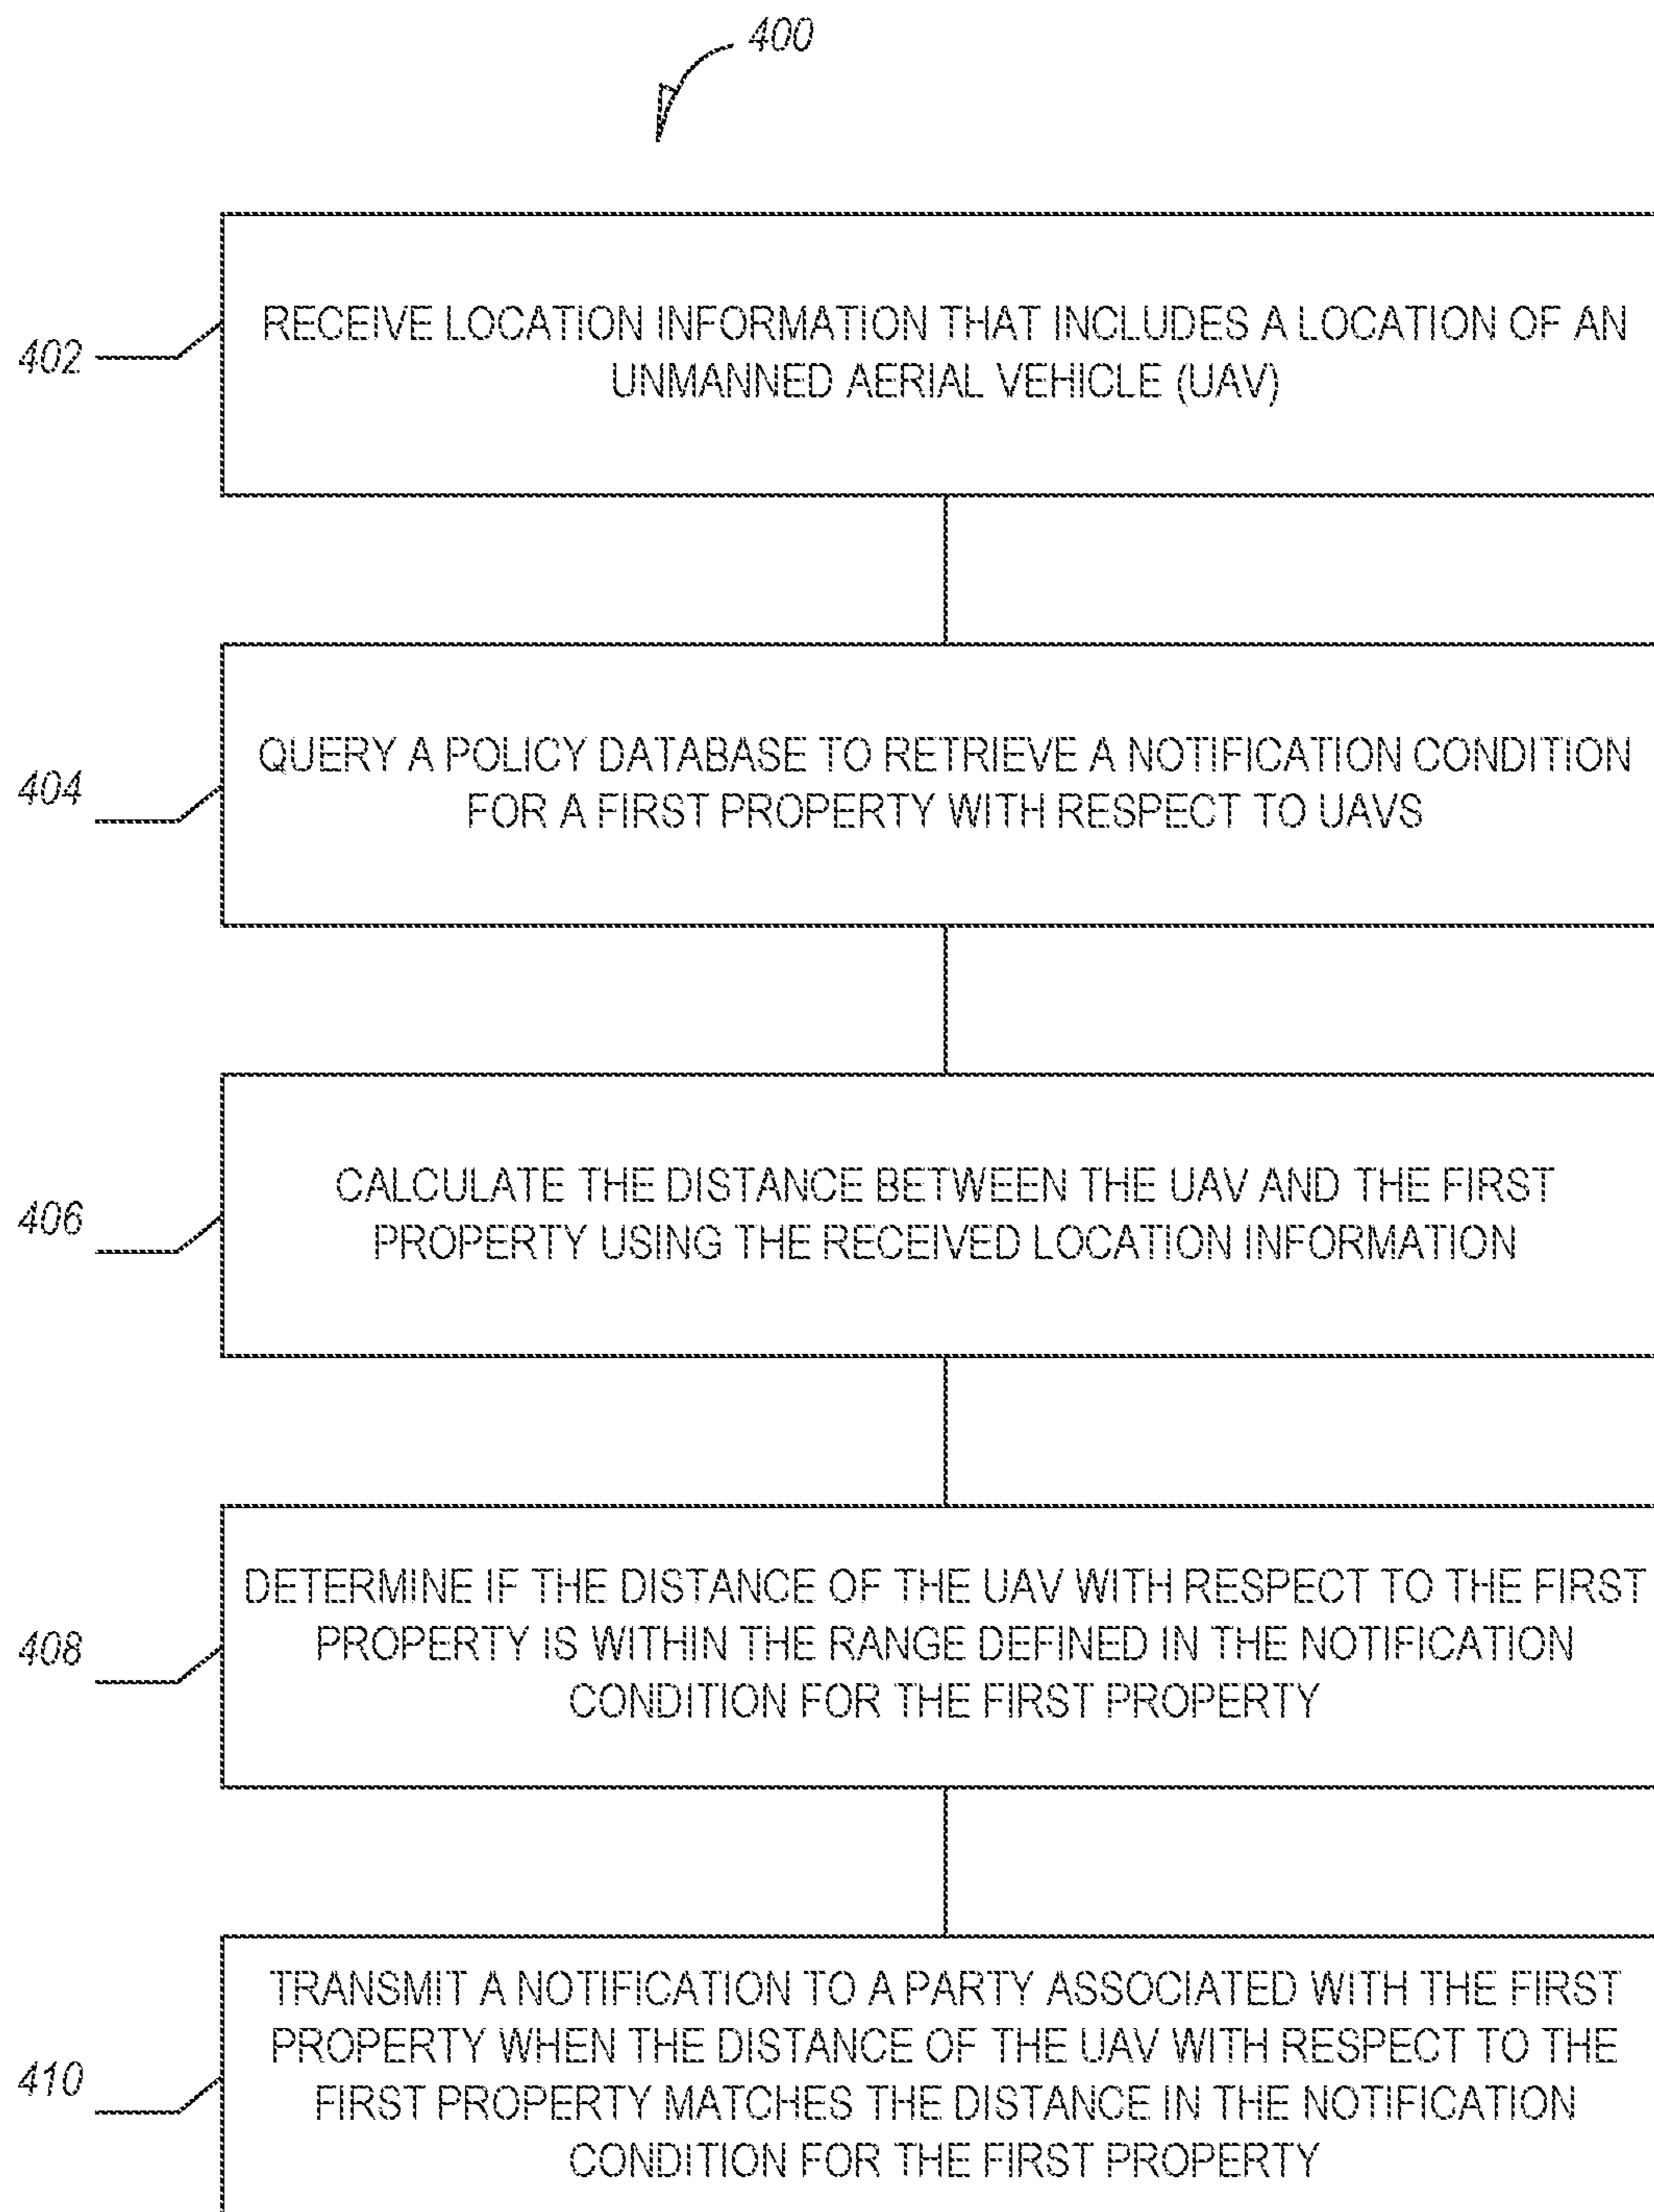 400
402
RECEIVE LOCATION INFORMATION THAT INCLUDES A LOCATION OF AN
UNMANNED AERIAL VEHICLE (UAV)
404
QUERY A POLICY DATABASE TO RETRIEVE A NOTIFICATION CONDITION
FOR A FIRST PROPERTY WITH RESPECT TO UAVS
406
CALCULATE THE DISTANCE BETWEEN THE UAV AND THE FIRST
PROPERTY USING THE RECEIVED LOCATION INFORMATION
408
DETERMINE IF THE DISTANCE OF THE UAV WITH RESPECT TO THE FIRST
PROPERTY IS WITHIN THE RANGE DEFINED IN THE NOTIFICATION
CONDITION FOR THE FIRST PROPERTY
410
TRANSMIT A NOTIFICATION TO A PARTY ASSOCIATED WITH THE FIRST
PROPERTY WHEN THE DISTANCE OF THE UAV WITH RESPECT TO THE
FIRST PROPERTY MATCHES THE DISTANCE IN THE NOTIFICATION
CONDITION FOR THE FIRST PROPERTY